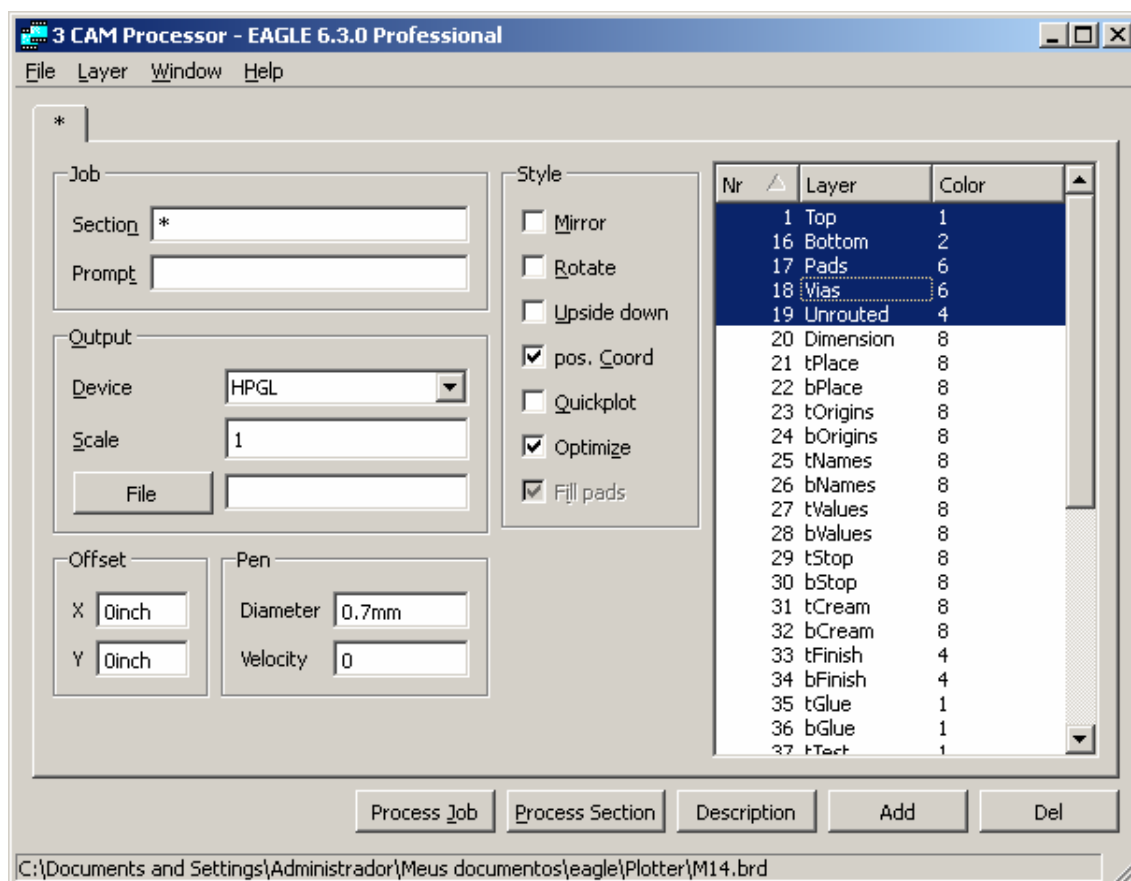 3 CAM Processor - EAGLE 6.3.0 Professional
File Layer Window Help
*
Job
Section *
Prompt
Output
Device HPGL
Scale 1
File
Offset
X 0inch
Y 0inch
Pen
Diameter 0.7mm
Velocity 0
Style
Mirror
Rotate
Upside down
pos. Coord
Quickplot
Optimize
Fill pads
Nr Layer Color
1 Top 1
16 Bottom 2
17 Pads 6
18 Vias 6
19 Unrouted 4
20 Dimension 8
21 tPlace 8
22 bPlace 8
23 tOrigins 8
24 bOrigins 8
25 tNames 8
26 bNames 8
27 tValues 8
28 bValues 8
29 tStop 8
30 bStop 8
31 tCream 8
32 bCream 8
33 tFinish 4
34 bFinish 4
35 tGlue 1
36 bGlue 1
37 tTest 1
Process Job Process Section Description Add Del
C:\Documents and Settings\Administrador\Meus documentos\eagle\Plotter\M14.brd